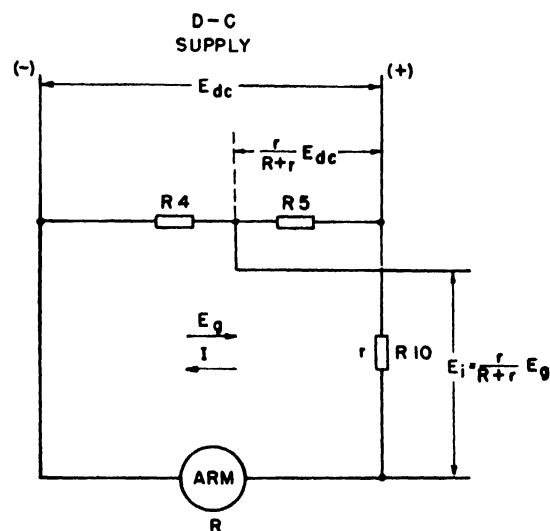 D-C
SUPPLY
(-)
(+)
E_dc
r/R+r E_dc
R4
R5
E_g
I
r
R10
E_i = r/R+r E_g
ARM
R